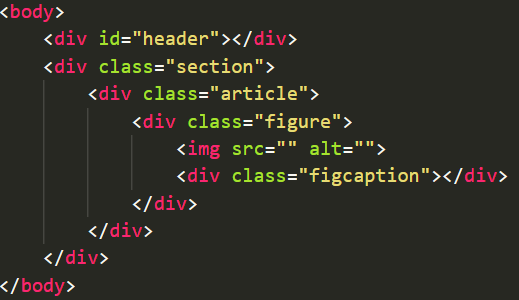 <body>
<div id="header"></div>
<div class="section">
<div class="article">
<div class="figure">
<img src="" alt="">
<div class="figcaption"></div>
</div>
</div>
</div>
</body>